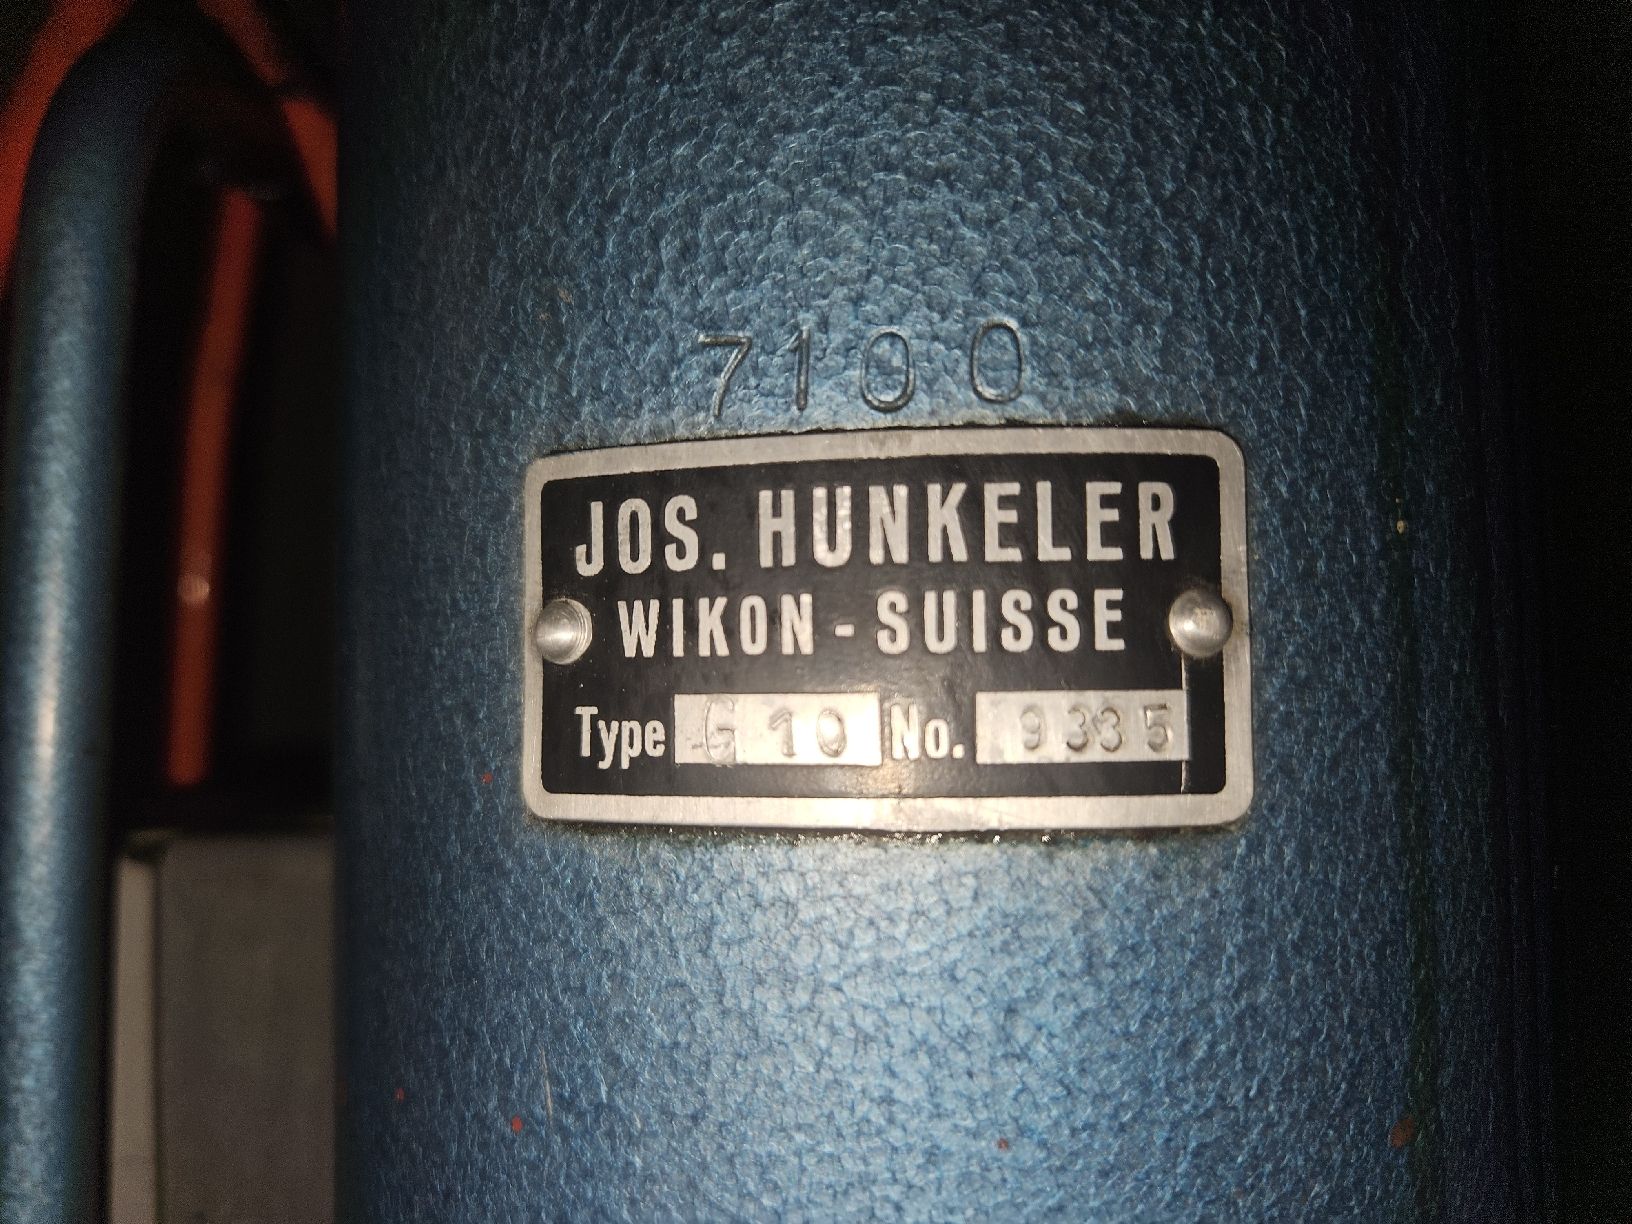 7100
JOS. HUNKELER
WIKON - SUISSE
Type G 10 No. 9335